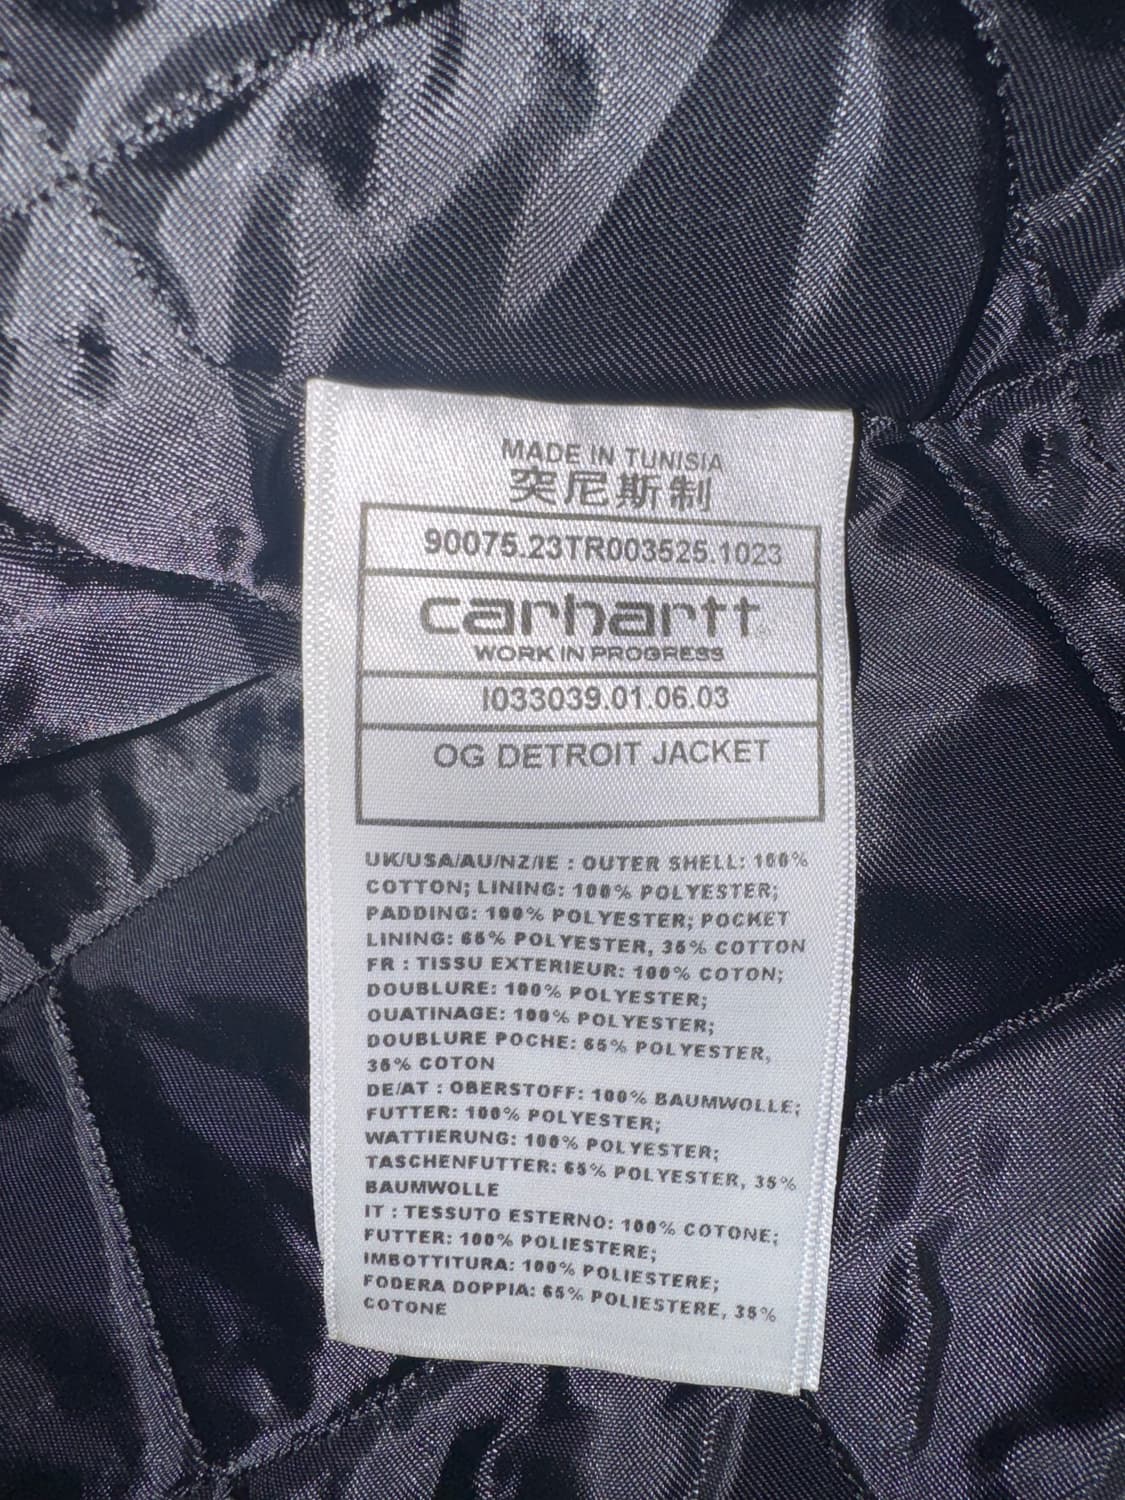 MADE IN TUNISIA
突尼斯制
90075.23TR003525.1023
carhartt
WORK IN PROGRESS
I033039.01.06.03
OG DETROIT JACKET
UK/USA/AU/NZ/IE : OUTER SHELL: 100%
COTTON; LINING: 100% POLYESTER;
PADDING: 100% POLYESTER; POCKET
LINING: 65% POLYESTER, 35% COTTON
FR : TISSU EXTERIEUR: 100% COTON;
DOUBLURE: 100% POLYESTER;
OUATINAGE: 100% POLYESTER;
DOUBLURE POCHE: 65% POLYESTER,
35% COTON
DE/AT : OBERSTOFF: 100% BAUMWOLLE;
FUTTER: 100% POLYESTER;
WATTIERUNG: 100% POLYESTER;
TASCHENFUTTER: 65% POLYESTER, 35%
BAUMWOLLE
IT : TESSUTO ESTERNO: 100% COTONE;
FUTTER: 100% POLIESTERE;
IMBOTTITURA: 100% POLIESTERE;
FODERA DOPPIA: 65% POLIESTERE, 35%
COTONE